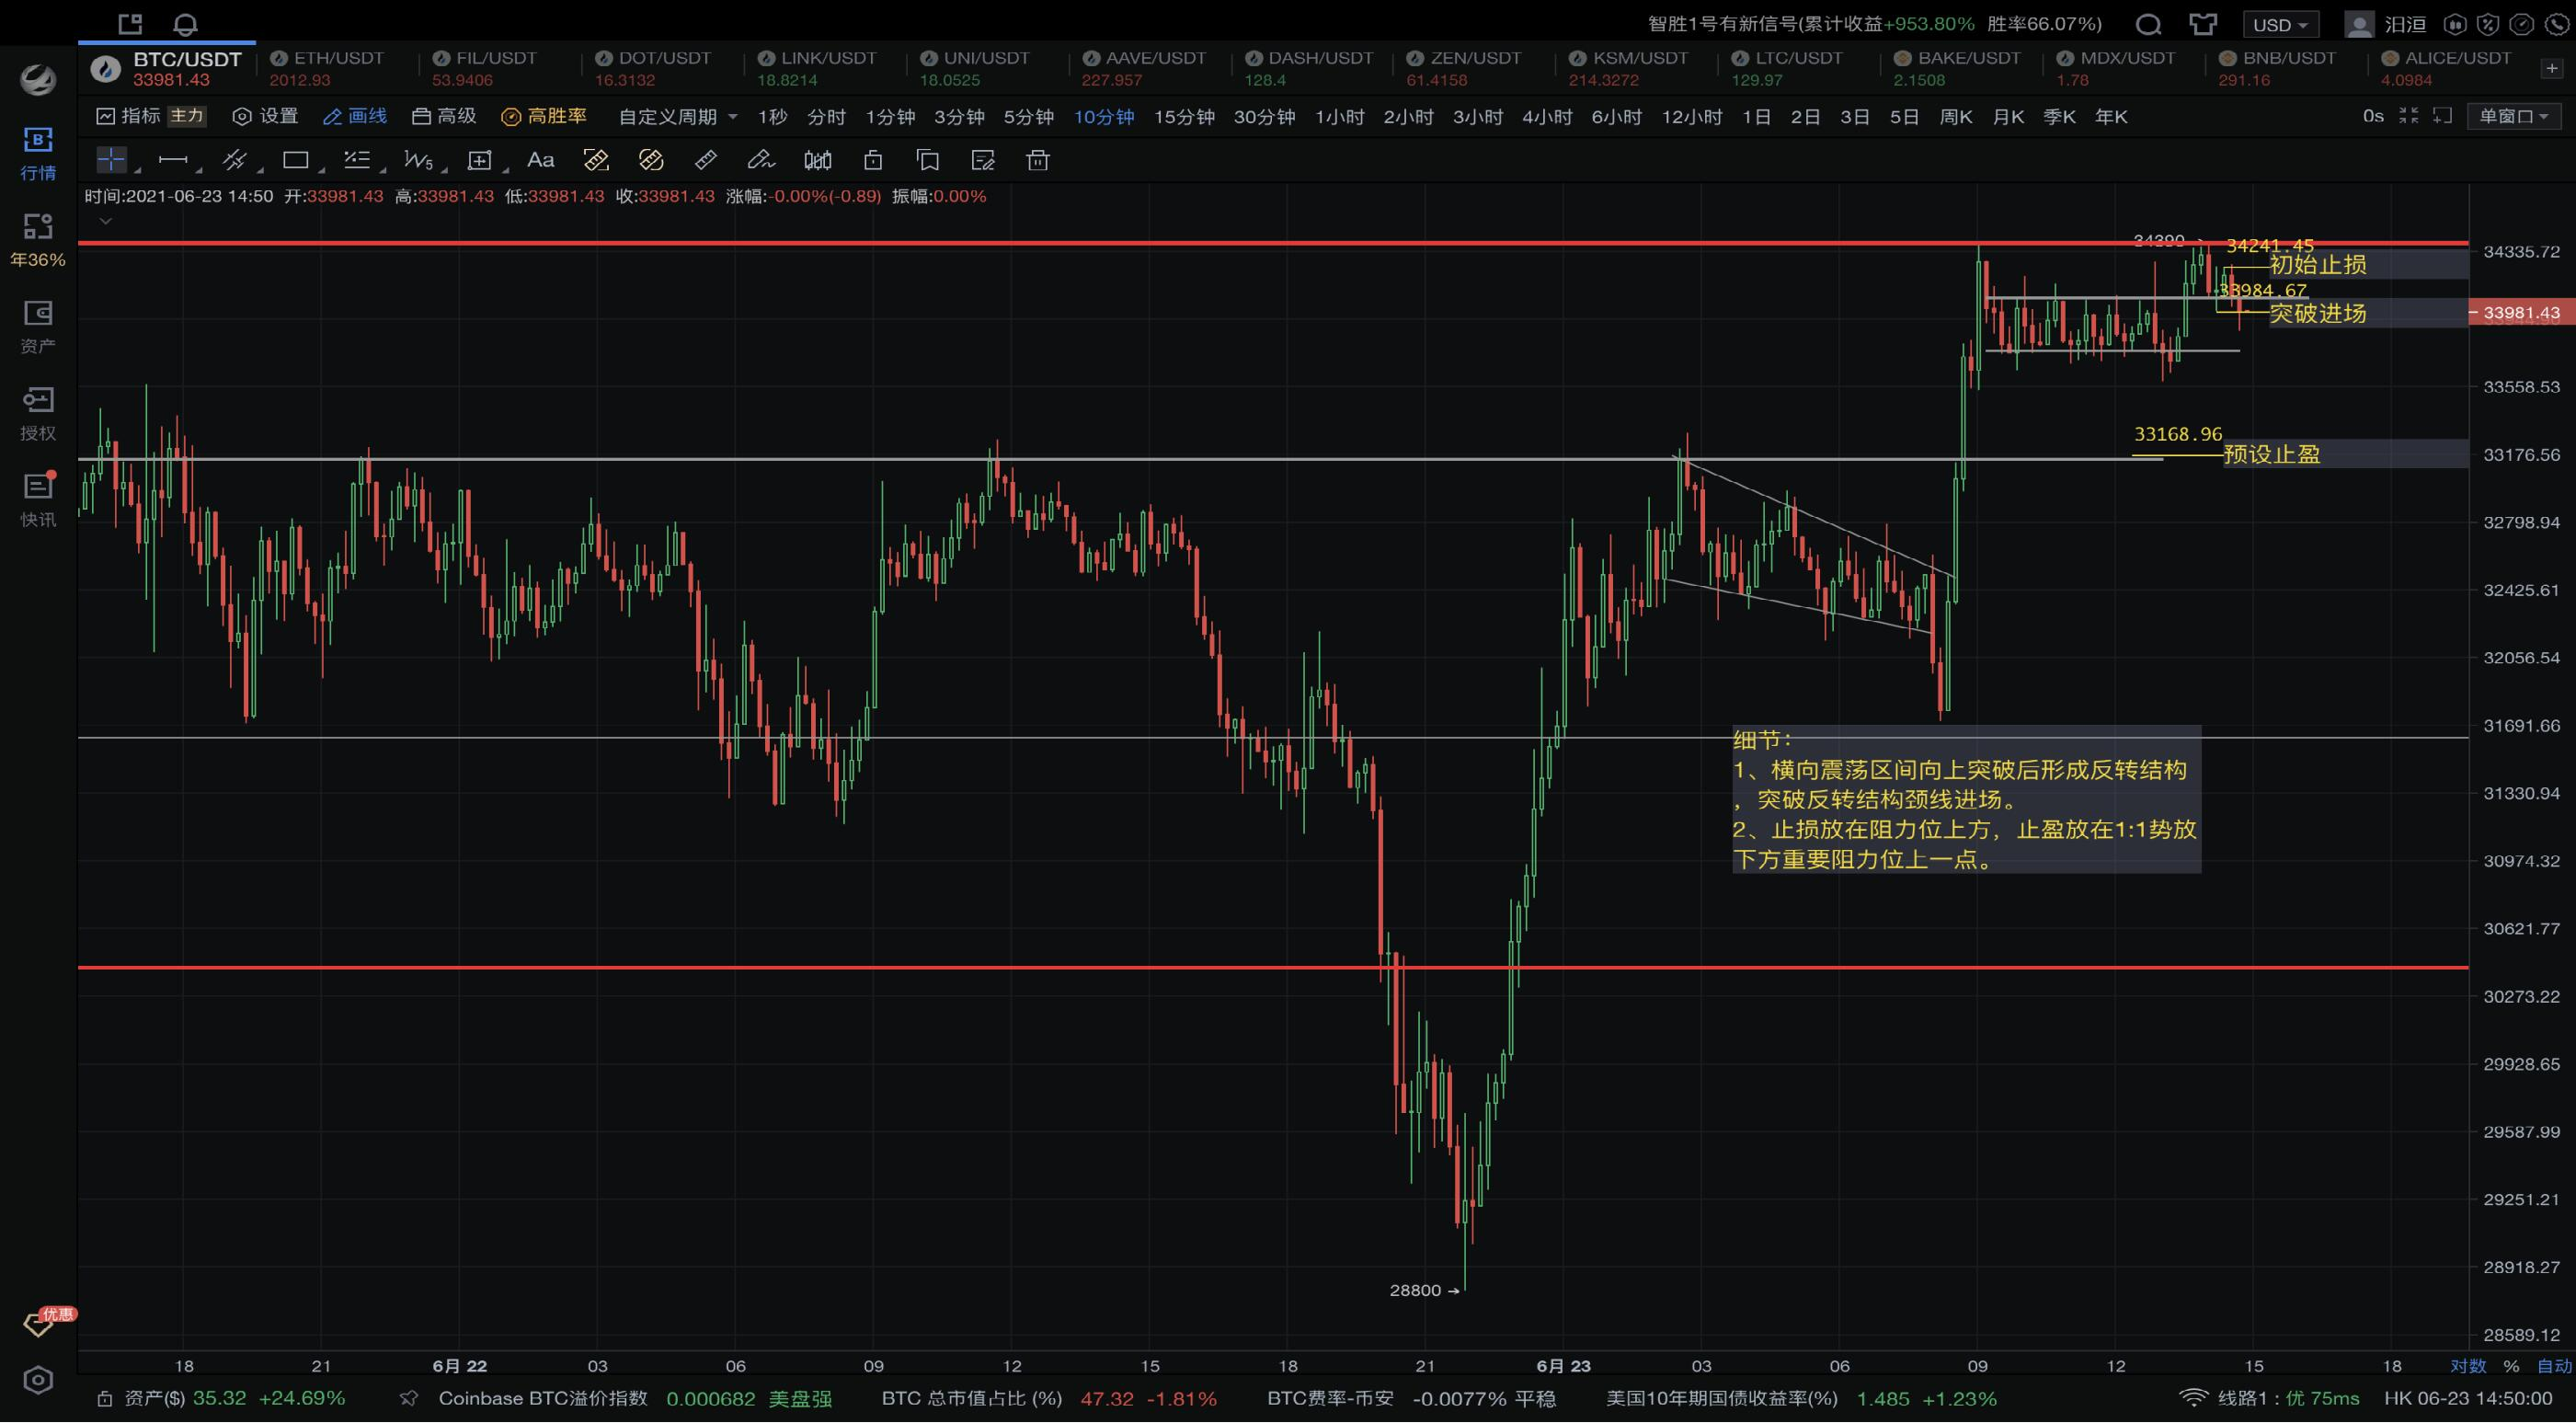 智胜1号有新信号(累计收益+953.80% 胜率66.07%)
USD
汨洹
BTC/USDT 33981.43
ETH/USDT 2012.93
FIL/USDT 53.9406
DOT/USDT 16.3132
LINK/USDT 18.8214
UNI/USDT 18.0525
AAVE/USDT 227.957
DASH/USDT 128.4
ZEN/USDT 61.4158
KSM/USDT 214.3272
LTC/USDT 129.97
BAKE/USDT 2.1508
MDX/USDT 1.78
BNB/USDT 291.16
ALICE/USDT 4.0984
指标 主力 设置 画线 高级 高胜率 自定义周期 1秒 分时 1分钟 3分钟 5分钟 10分钟 15分钟 30分钟 1小时 2小时 3小时 4小时 6小时 12小时 1日 2日 3日 5日 周K 月K 季K 年K 0s 单窗口
Aa
行情
年36%
资产
授权
快讯
优惠
时间:2021-06-23 14:50 开:33981.43 高:33981.43 低:33981.43 收:33981.43 涨幅:-0.00%(-0.89) 振幅:0.00%
34390
34241.45
初始止损
33984.67
突破进场
33168.96
预设止盈
细节：
1、横向震荡区间向上突破后形成反转结构
，突破反转结构颈线进场。
2、止损放在阻力位上方，止盈放在1:1势放
下方重要阻力位上一点。
28800
34335.72
33981.43
33558.53
33176.56
32798.94
32425.61
32056.54
31691.66
31330.94
30974.32
30621.77
30273.22
29928.65
29587.99
29251.21
28918.27
28589.12
18 21 6月 22 03 06 09 12 15 18 21 6月 23 03 06 09 12 15 18 对数 % 自动
资产($) 35.32 +24.69% Coinbase BTC溢价指数 0.000682 美盘强 BTC 总市值占比 (%) 47.32 -1.81% BTC费率-币安 -0.0077% 平稳 美国10年期国债收益率(%) 1.485 +1.23% 线路1：优 75ms HK 06-23 14:50:00